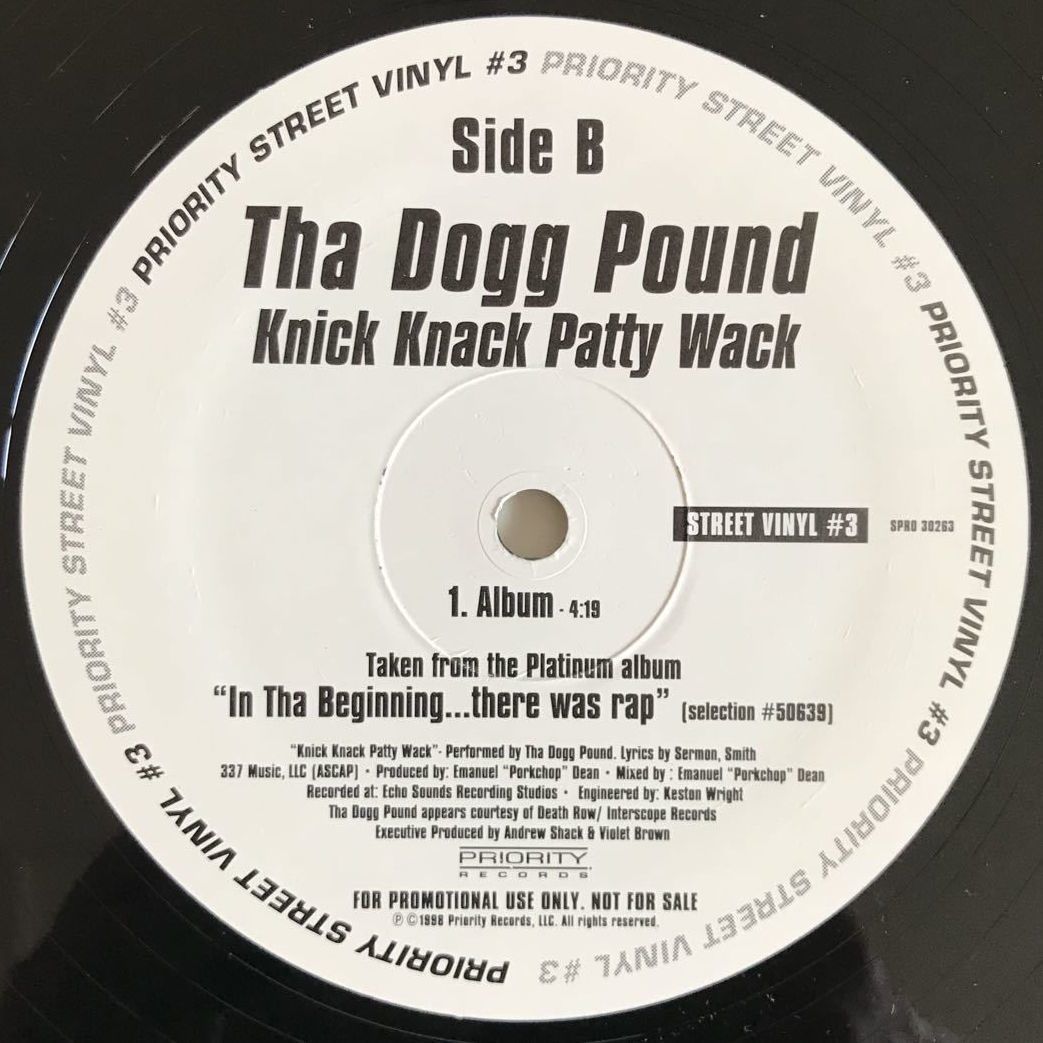 PRIORITY STREET VINYL #3 PRIORITY STREET VINYL #3 PRIORITY STREET VINYL #3 PRIORITY STREET VINYL #3 PRIORITY STREET VINYL #3 PRIORITY STREET VINYL #3
Side B
Tha Dogg Pound
Knick Knack Patty Wack
STREET VINYL #3 SPRO 30263
1. Album - 4:19
Taken from the Platinum album
“In Tha Beginning...there was rap” (selection #50639)
“Knick Knack Patty Wack”- Performed by Tha Dogg Pound. Lyrics by Sermon, Smith
337 Music, LLC (ASCAP) • Produced by: Emanuel “Porkchop” Dean • Mixed by : Emanuel “Porkchop” Dean
Recorded at: Echo Sounds Recording Studios • Engineered by: Keston Wright
Tha Dogg Pound appears courtesy of Death Row/ Interscope Records
Executive Produced by Andrew Shack & Violet Brown
PRIORITY
RECORDS
FOR PROMOTIONAL USE ONLY. NOT FOR SALE
℗ ©1998 Priority Records, LLC. All rights reserved.